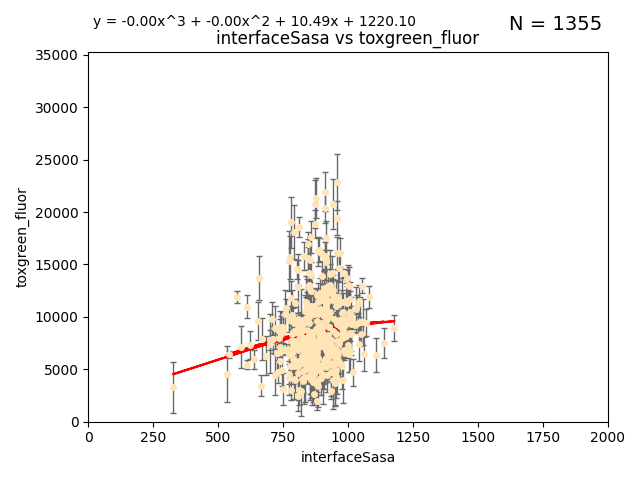 y = -0.00x^3 + -0.00x^2 + 10.49x + 1220.10
N = 1355
interfaceSasa vs toxgreen_fluor
35000
30000
25000
20000
15000
10000
5000
0
toxgreen_fluor
0 250 500 750 1000 1250 1500 1750 2000
interfaceSasa